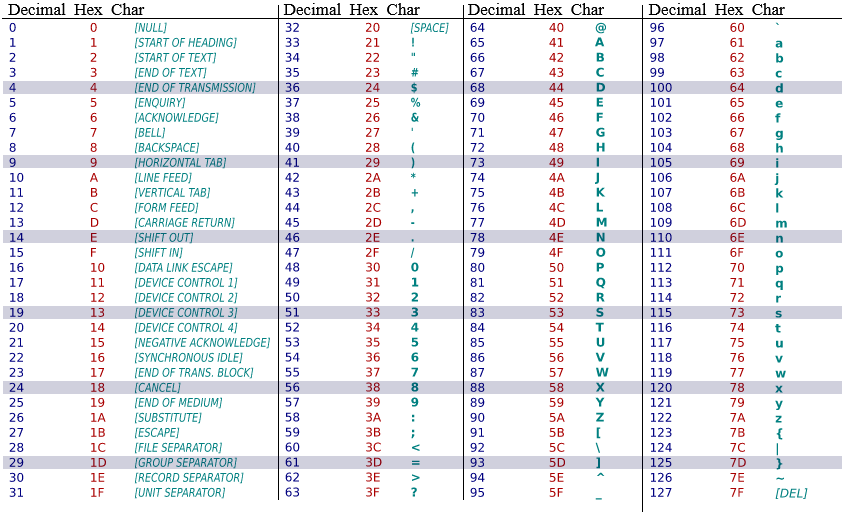 Decimal Hex Char Decimal Hex Char Decimal Hex Char Decimal Hex Char
0 0 [NULL] 32 20 [SPACE] 64 40 @ 96 60 `
1 1 [START OF HEADING] 33 21 ! 65 41 A 97 61 a
2 2 [START OF TEXT] 34 22 " 66 42 B 98 62 b
3 3 [END OF TEXT] 35 23 # 67 43 C 99 63 c
4 4 [END OF TRANSMISSION] 36 24 $ 68 44 D 100 64 d
5 5 [ENQUIRY] 37 25 % 69 45 E 101 65 e
6 6 [ACKNOWLEDGE] 38 26 & 70 46 F 102 66 f
7 7 [BELL] 39 27 ' 71 47 G 103 67 g
8 8 [BACKSPACE] 40 28 ( 72 48 H 104 68 h
9 9 [HORIZONTAL TAB] 41 29 ) 73 49 I 105 69 i
10 A [LINE FEED] 42 2A * 74 4A J 106 6A j
11 B [VERTICAL TAB] 43 2B + 75 4B K 107 6B k
12 C [FORM FEED] 44 2C , 76 4C L 108 6C l
13 D [CARRIAGE RETURN] 45 2D - 77 4D M 109 6D m
14 E [SHIFT OUT] 46 2E . 78 4E N 110 6E n
15 F [SHIFT IN] 47 2F / 79 4F O 111 6F o
16 10 [DATA LINK ESCAPE] 48 30 0 80 50 P 112 70 p
17 11 [DEVICE CONTROL 1] 49 31 1 81 51 Q 113 71 q
18 12 [DEVICE CONTROL 2] 50 32 2 82 52 R 114 72 r
19 13 [DEVICE CONTROL 3] 51 33 3 83 53 S 115 73 s
20 14 [DEVICE CONTROL 4] 52 34 4 84 54 T 116 74 t
21 15 [NEGATIVE ACKNOWLEDGE] 53 35 5 85 55 U 117 75 u
22 16 [SYNCHRONOUS IDLE] 54 36 6 86 56 V 118 76 v
23 17 [END OF TRANS. BLOCK] 55 37 7 87 57 W 119 77 w
24 18 [CANCEL] 56 38 8 88 58 X 120 78 x
25 19 [END OF MEDIUM] 57 39 9 89 59 Y 121 79 y
26 1A [SUBSTITUTE] 58 3A : 90 5A Z 122 7A z
27 1B [ESCAPE] 59 3B ; 91 5B [ 123 7B {
28 1C [FILE SEPARATOR] 60 3C < 92 5C \ 124 7C |
29 1D [GROUP SEPARATOR] 61 3D = 93 5D ] 125 7D }
30 1E [RECORD SEPARATOR] 62 3E > 94 5E ^ 126 7E ~
31 1F [UNIT SEPARATOR] 63 3F ? 95 5F _ 127 7F [DEL]